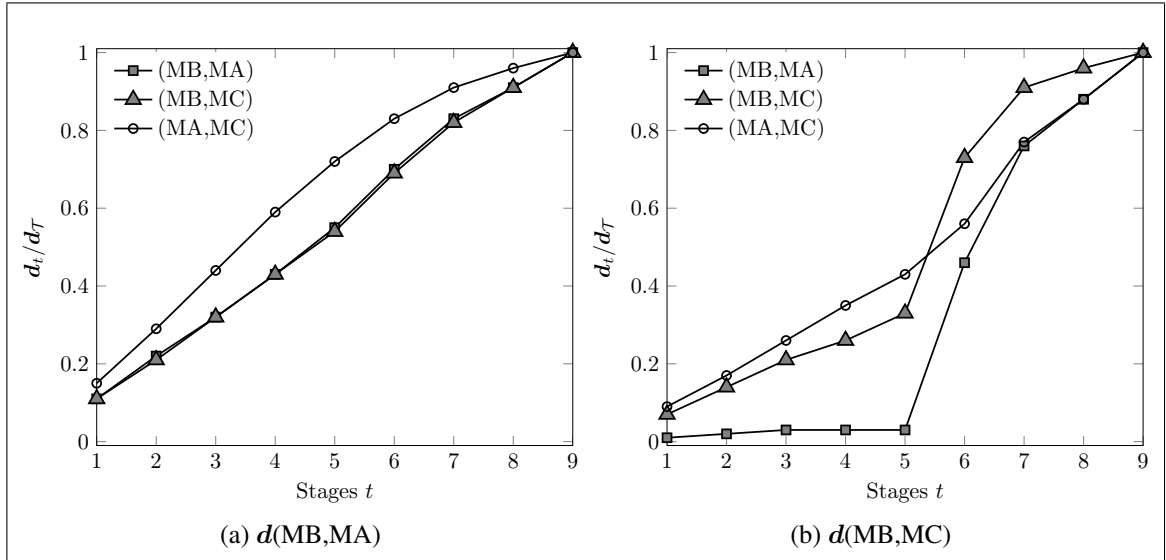 1
0.8
0.6
0.4
0.2
0
d_t/d_𝒯
(MB,MA)
(MB,MC)
(MA,MC)
1 2 3 4 5 6 7 8 9
Stages t
(a) d(MB,MA)
1
0.8
0.6
0.4
0.2
0
d_t/d_𝒯
(MB,MA)
(MB,MC)
(MA,MC)
1 2 3 4 5 6 7 8 9
Stages t
(b) d(MB,MC)